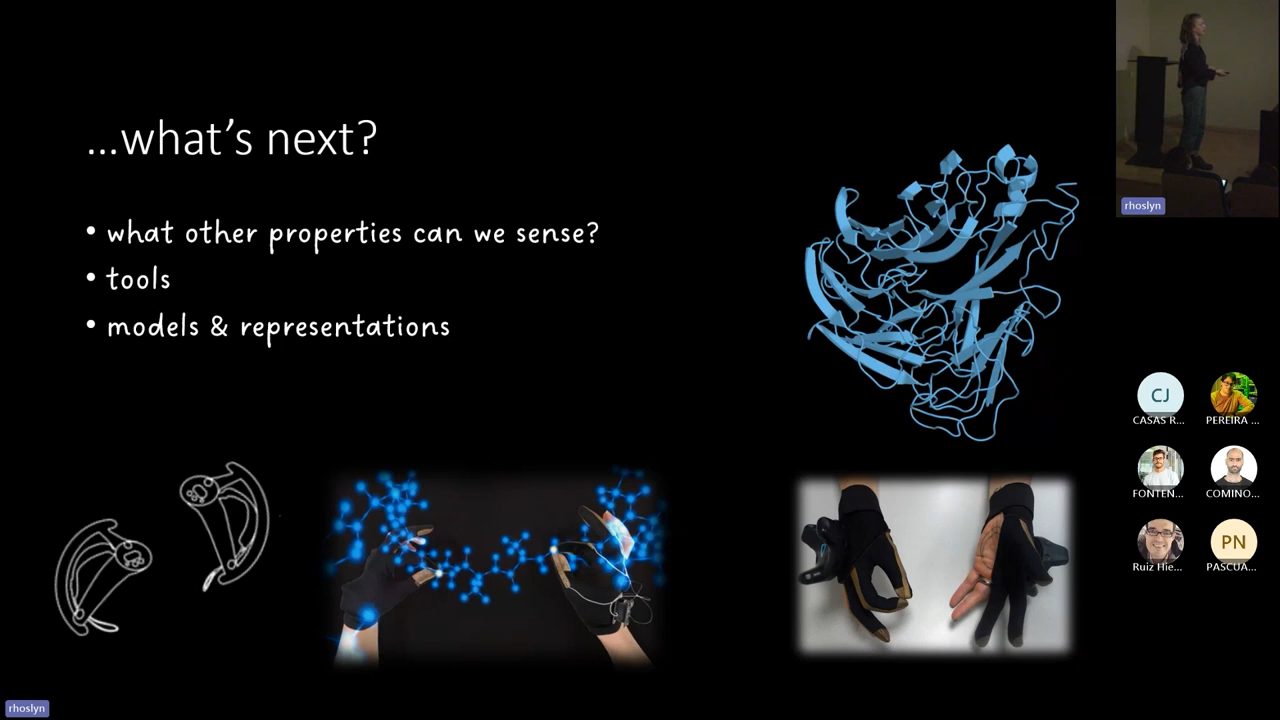 ...what's next?
• what other properties can we sense?
• tools
• models & representations
rhoslyn
CJ
CASAS R...
PEREIRA ...
FONTEN...
COMINO...
Ruiz Hie...
PN
PASCUA...
rhoslyn